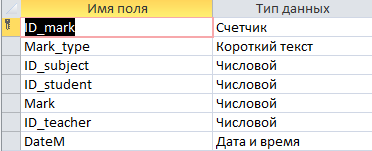 Имя поля Тип данных
ID_mark Счетчик
Mark_type Короткий текст
ID_subject Числовой
ID_student Числовой
Mark Числовой
ID_teacher Числовой
DateM Дата и время